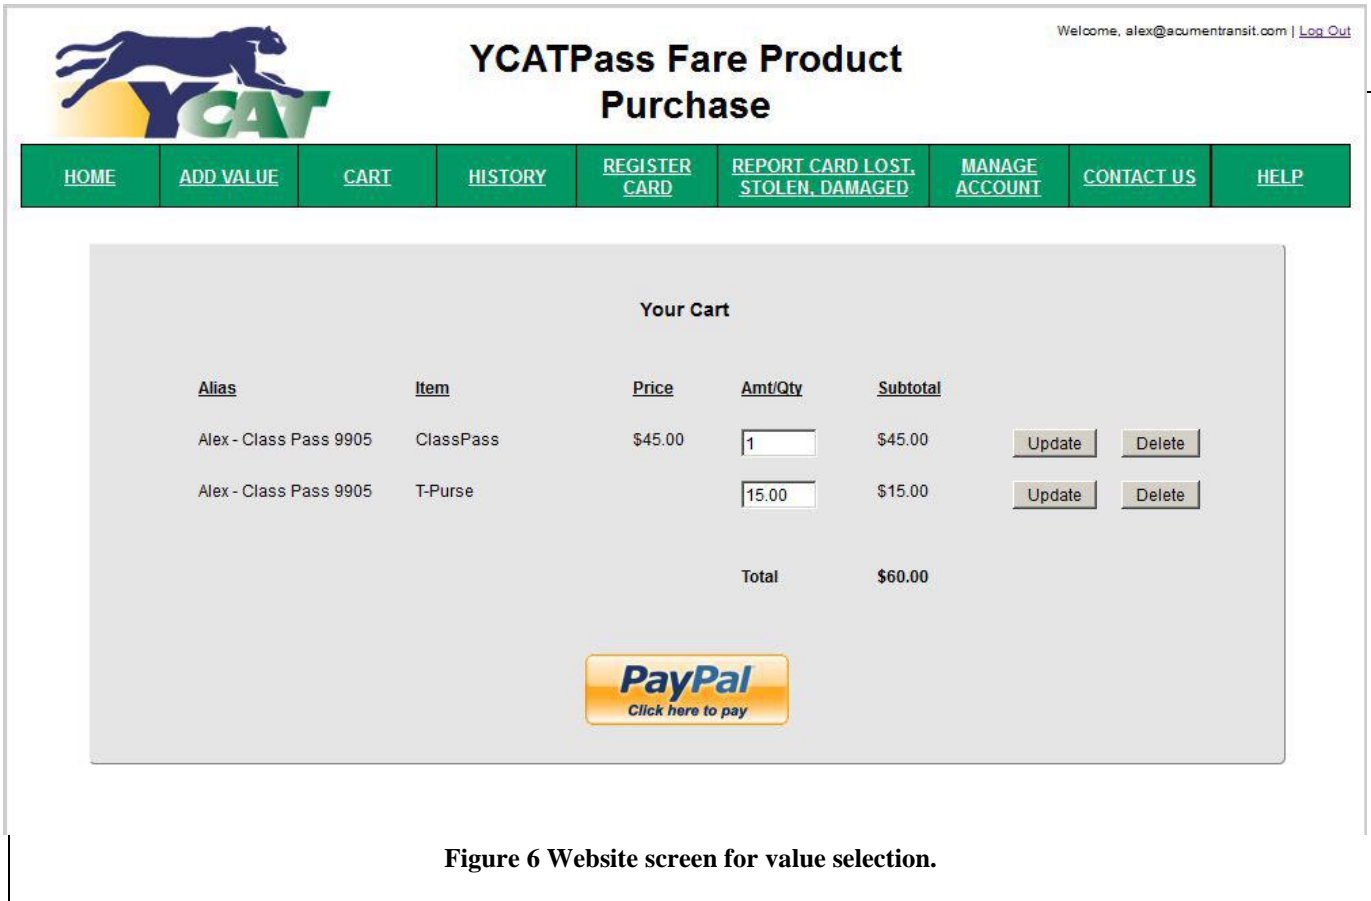 Welcome, alex@acumentransit.com | Log Out
YCAT
YCATPass Fare Product
Purchase
HOME ADD VALUE CART HISTORY REGISTER CARD REPORT CARD LOST, STOLEN, DAMAGED MANAGE ACCOUNT CONTACT US HELP
Your Cart
Alias Item Price Amt/Qty Subtotal
Alex - Class Pass 9905 ClassPass $45.00 1 $45.00 Update Delete
Alex - Class Pass 9905 T-Purse 15.00 $15.00 Update Delete
Total $60.00
PayPal
Click here to pay
Figure 6 Website screen for value selection.